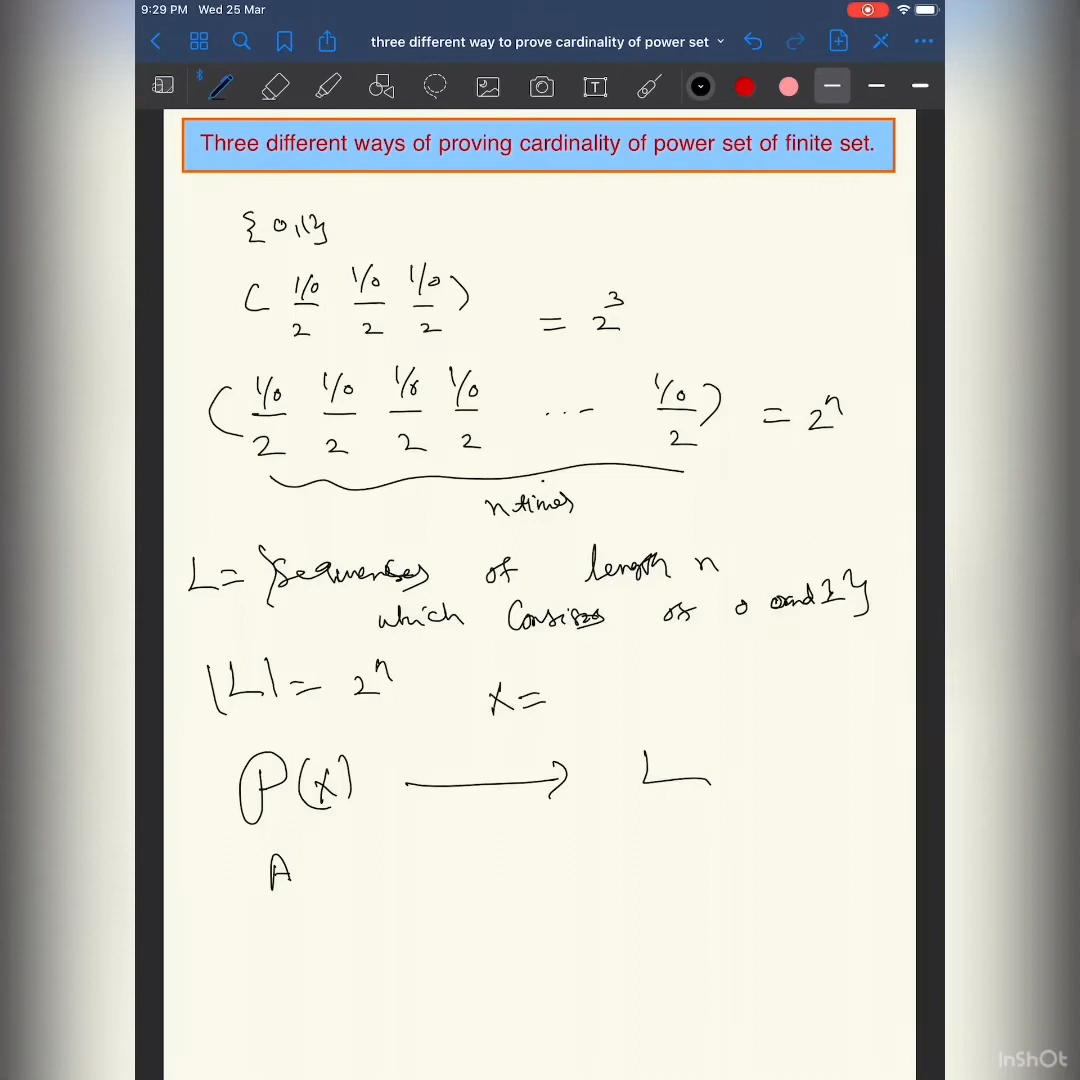 9:29 PM Wed 25 Mar
three different way to prove cardinality of power set
T
Three different ways of proving cardinality of power set of finite set.
{0,1}
( 1/0 1/0 1/0 )
2 2 2 = 2³
( 1/0 1/0 1/0 1/0 ... 1/0 ) = 2ⁿ
2 2 2 2 2
n times
L = {sequenses of length n
which consists of 0 and 1}
|L| = 2ⁿ x =
P(x) ⟶ L
A
InShOt